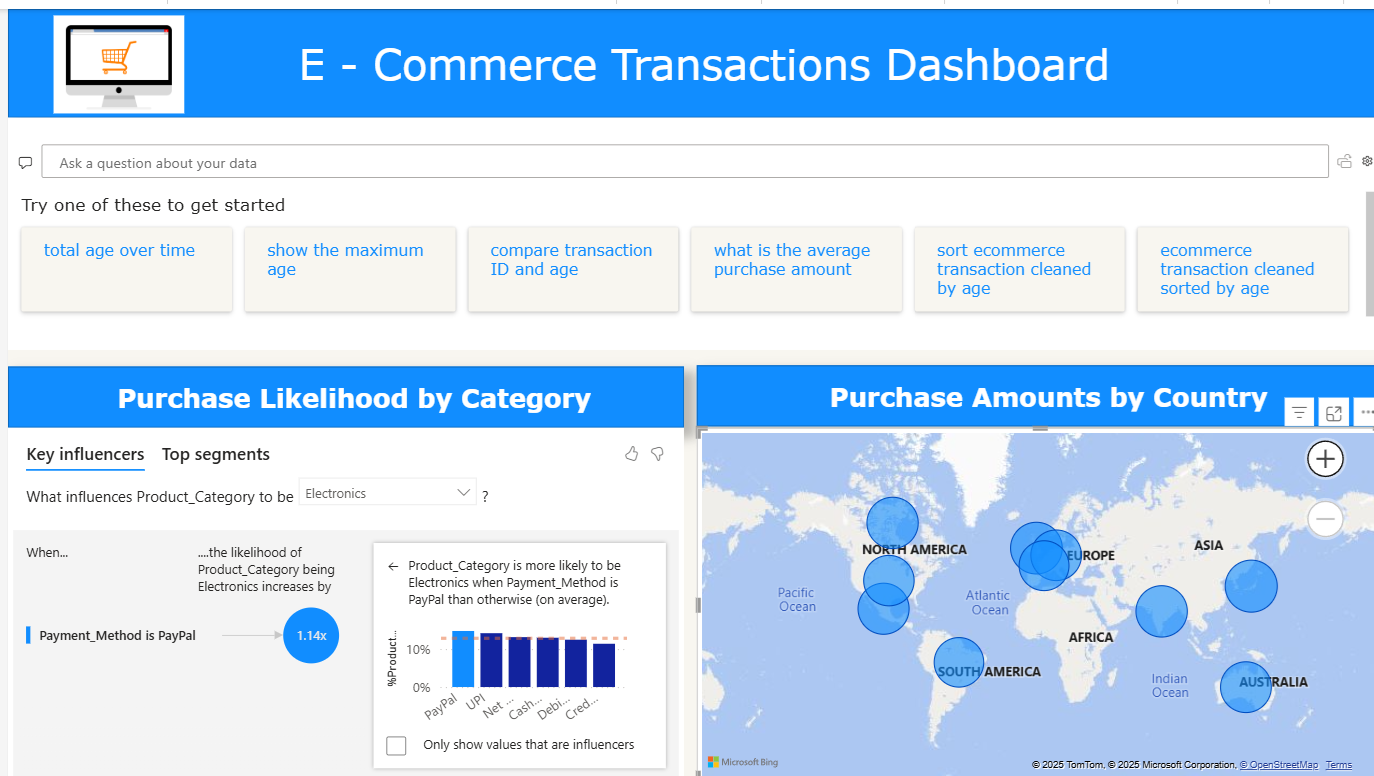 E - Commerce Transactions Dashboard
Ask a question about your data
Try one of these to get started
total age over time
show the maximum
age
compare transaction
ID and age
what is the average
purchase amount
sort ecommerce
transaction cleaned
by age
ecommerce
transaction cleaned
sorted by age
Purchase Likelihood by Category
Key influencers Top segments
What influences Product_Category to be Electronics ?
When...
....the likelihood of
Product_Category being
Electronics increases by
Payment_Method is PayPal
1.14x
← Product_Category is more likely to be
Electronics when Payment_Method is
PayPal than otherwise (on average).
%Product...
10%
0%
PayPal
UPI
Net ...
Cash...
Debi...
Cred...
Only show values that are influencers
Purchase Amounts by Country
NORTH AMERICA
EUROPE
ASIA
Pacific
Ocean
Atlantic
Ocean
AFRICA
SOUTH AMERICA
Indian
Ocean
AUSTRALIA
Microsoft Bing
© 2025 TomTom, © 2025 Microsoft Corporation, © OpenStreetMap Terms